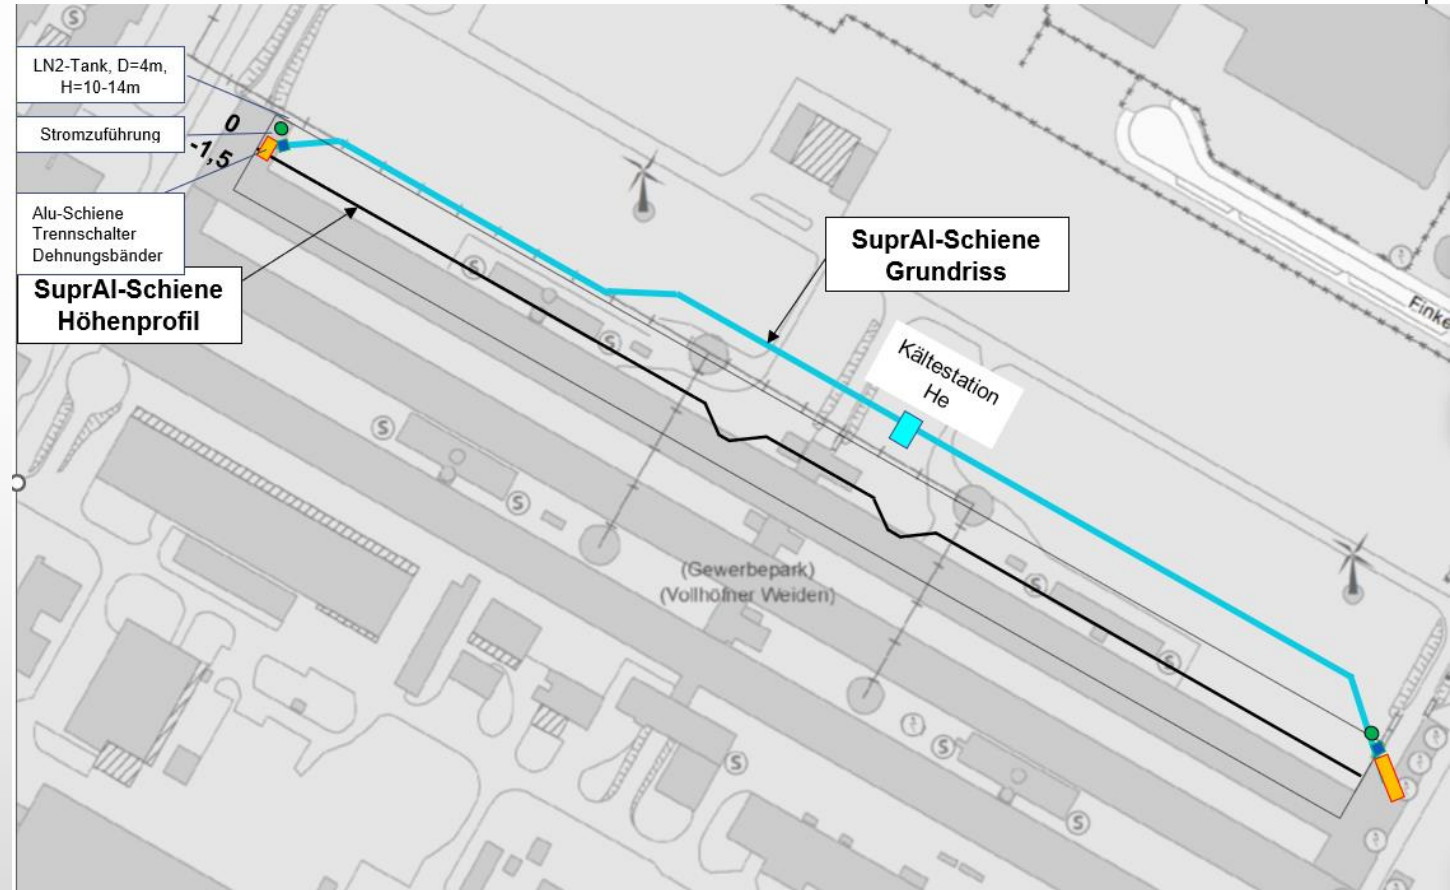 LN2-Tank, D=4m,
H=10-14m
Stromzuführung
0
-1,5
Alu-Schiene
Trennschalter
Dehnungsbänder
SuprAl-Schiene
Höhenprofil
SuprAl-Schiene
Grundriss
Kältestation
He
Finke
(Gewerbepark)
(Vollhöfner Weiden)
S
S
S
S
S
S
S
S
S
S